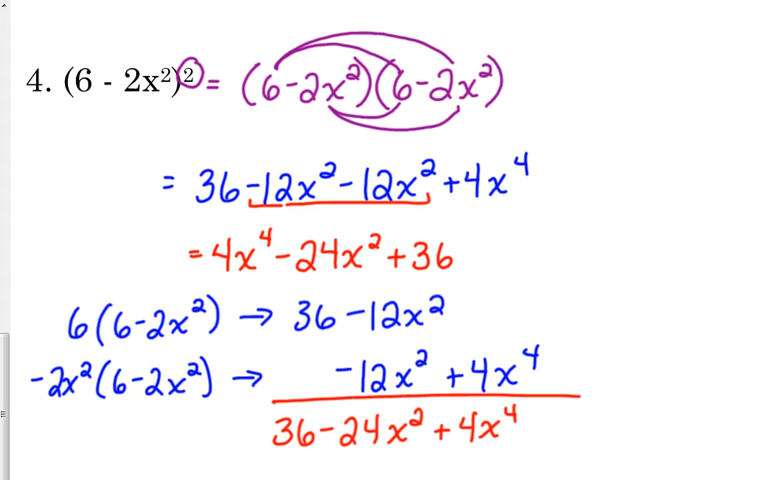 4. (6 - 2x²)² = (6-2x²)(6-2x²)
= 36-12x²-12x²+4x⁴
= 4x⁴-24x²+36
6(6-2x²) → 36-12x²
-2x²(6-2x²) → -12x²+4x⁴
36-24x²+4x⁴